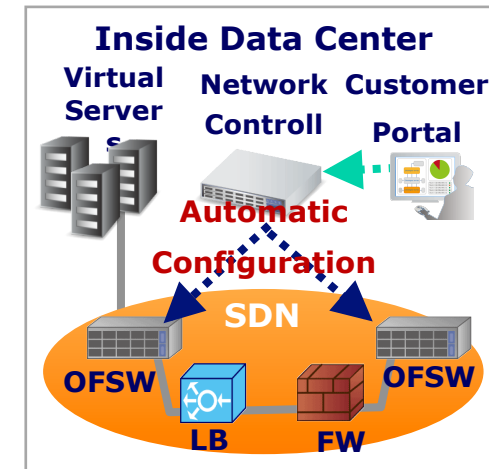 Inside Data Center
Virtual
Server
s
Network
Controll
Customer
Portal
Automatic
Configuration
SDN
OFSW
OFSW
LB
FW